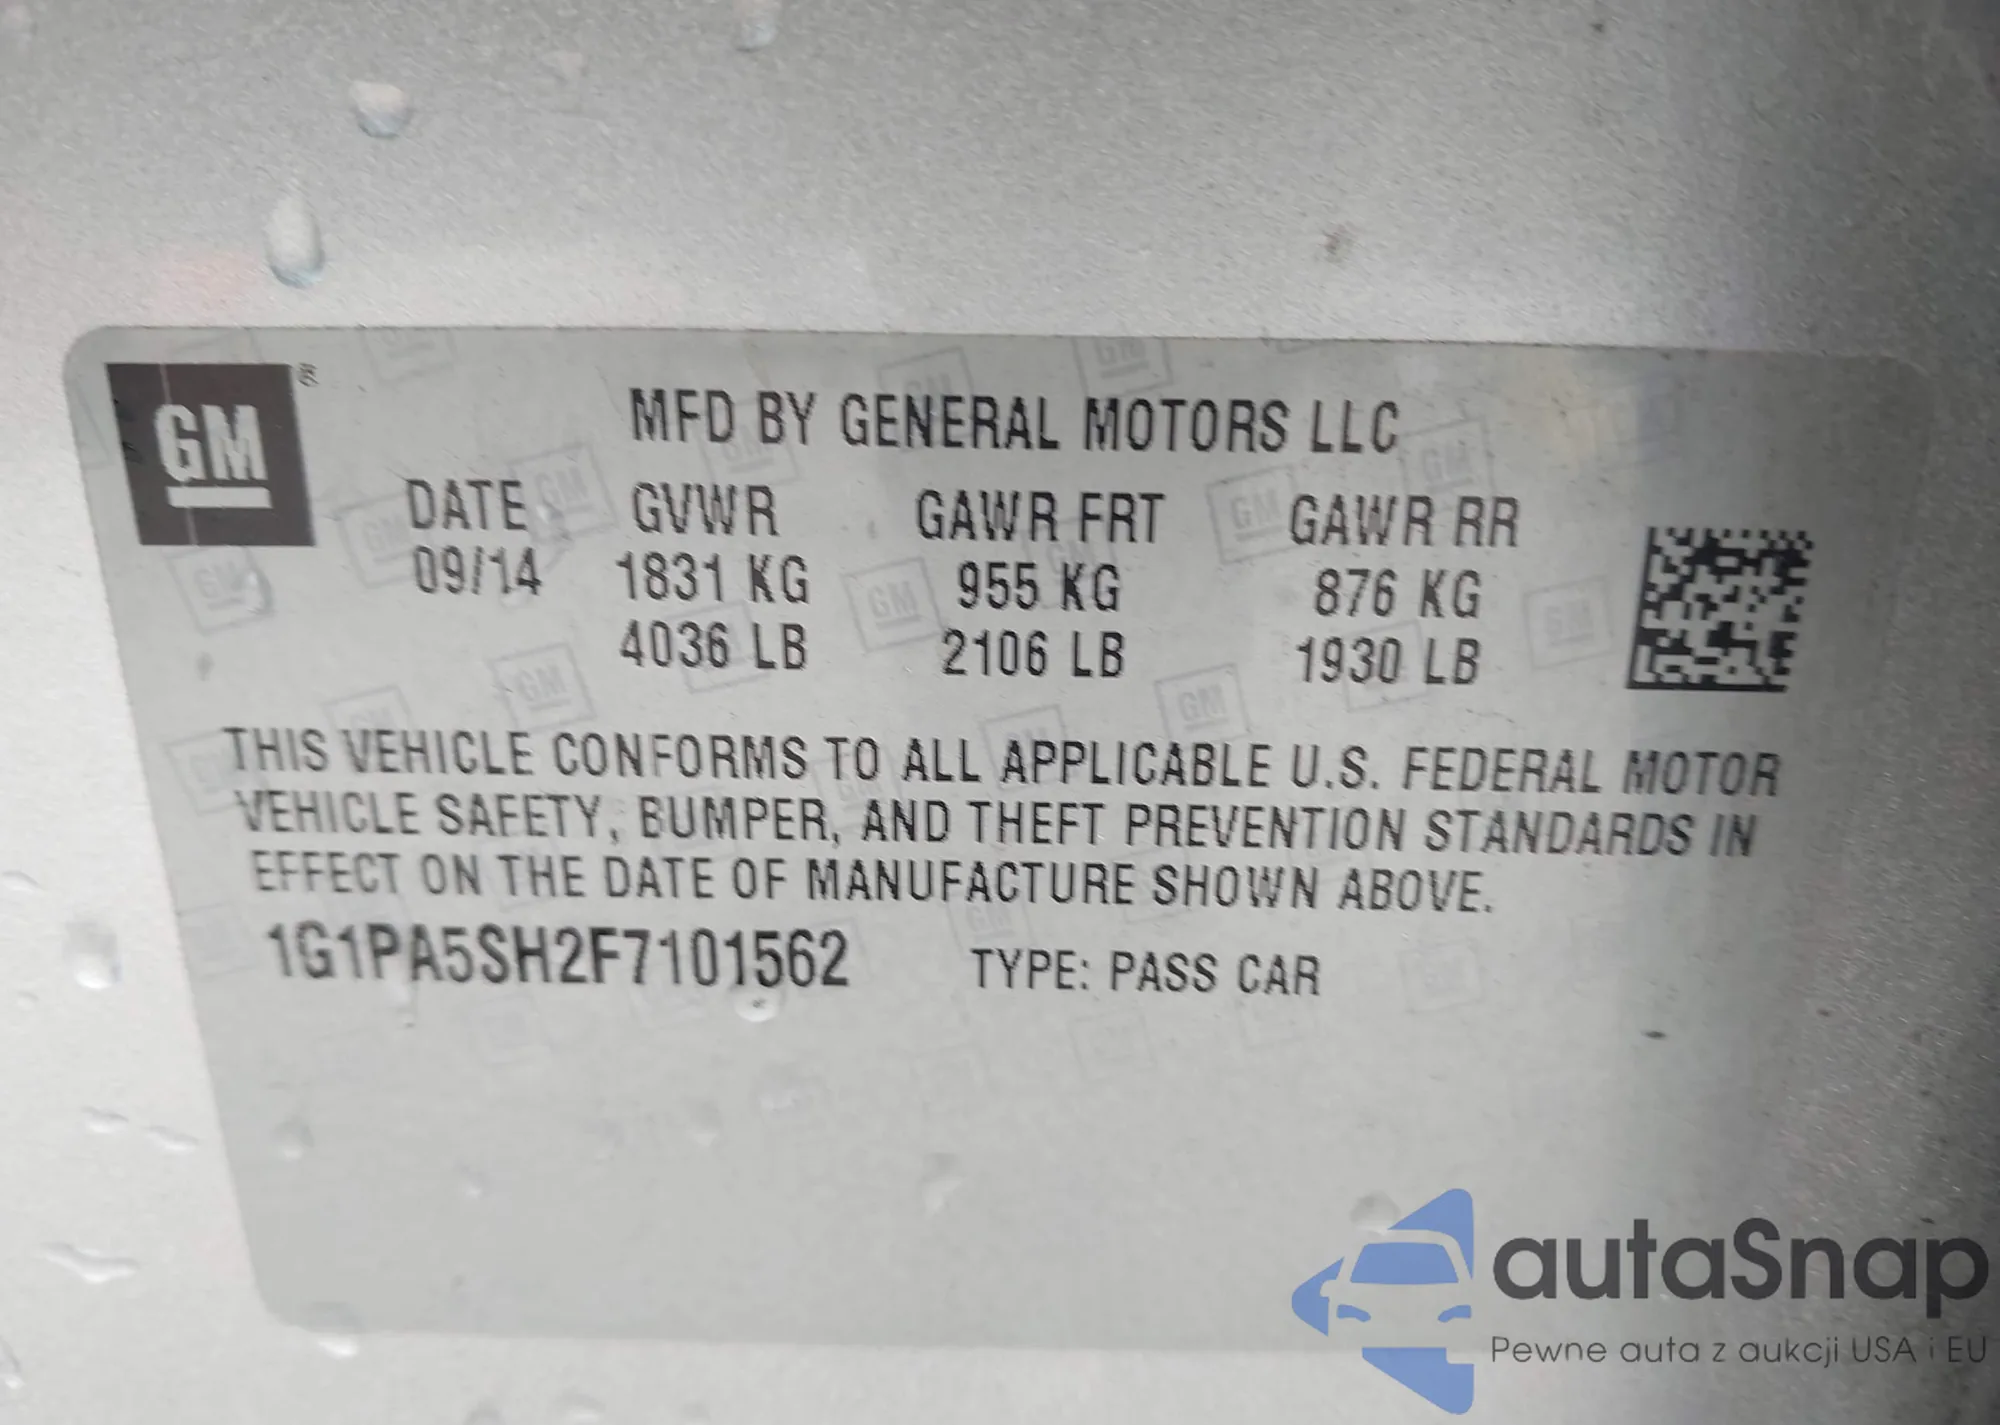 GM®
MFD BY GENERAL MOTORS LLC
DATE GVWR GAWR FRT GAWR RR
09/14 1831 KG 955 KG 876 KG
4036 LB 2106 LB 1930 LB
THIS VEHICLE CONFORMS TO ALL APPLICABLE U.S. FEDERAL MOTOR
VEHICLE SAFETY, BUMPER, AND THEFT PREVENTION STANDARDS IN
EFFECT ON THE DATE OF MANUFACTURE SHOWN ABOVE.
1G1PA5SH2F7101562 TYPE: PASS CAR
autaSnap
Pewne auta z aukcji USA i EU